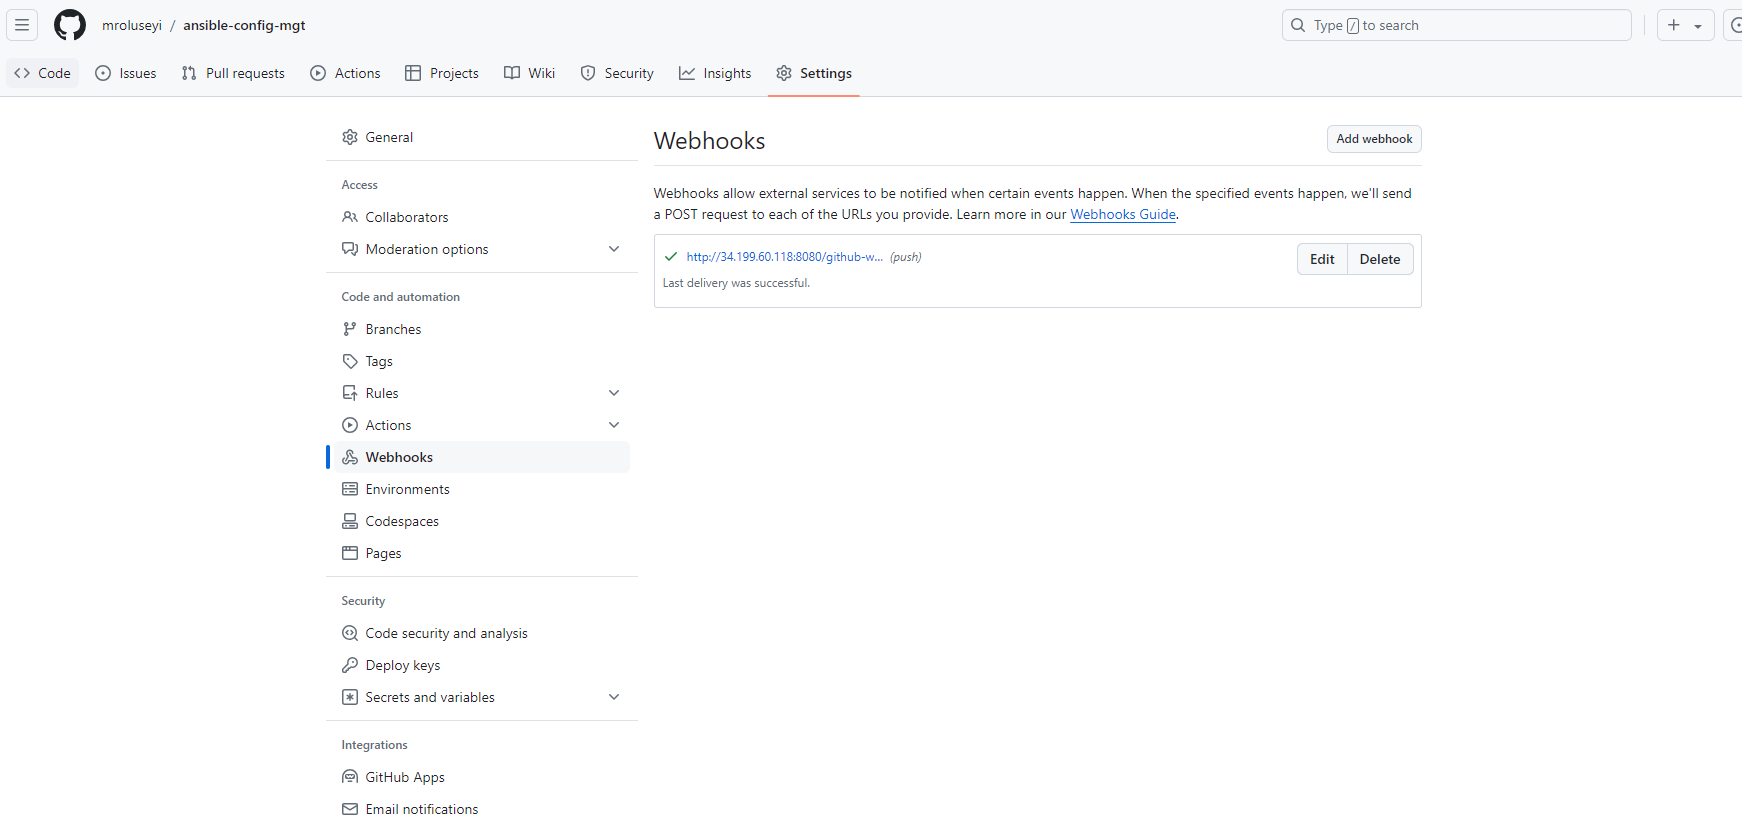 mroluseyi / ansible-config-mgt
Type / to search
Code Issues Pull requests Actions Projects Wiki Security Insights Settings
General
Access
Collaborators
Moderation options
Code and automation
Branches
Tags
Rules
Actions
Webhooks
Environments
Codespaces
Pages
Security
Code security and analysis
Deploy keys
Secrets and variables
Integrations
GitHub Apps
Email notifications
Webhooks
Add webhook
Webhooks allow external services to be notified when certain events happen. When the specified events happen, we'll send
a POST request to each of the URLs you provide. Learn more in our Webhooks Guide.
http://34.199.60.118:8080/github-w... (push)
Edit Delete
Last delivery was successful.